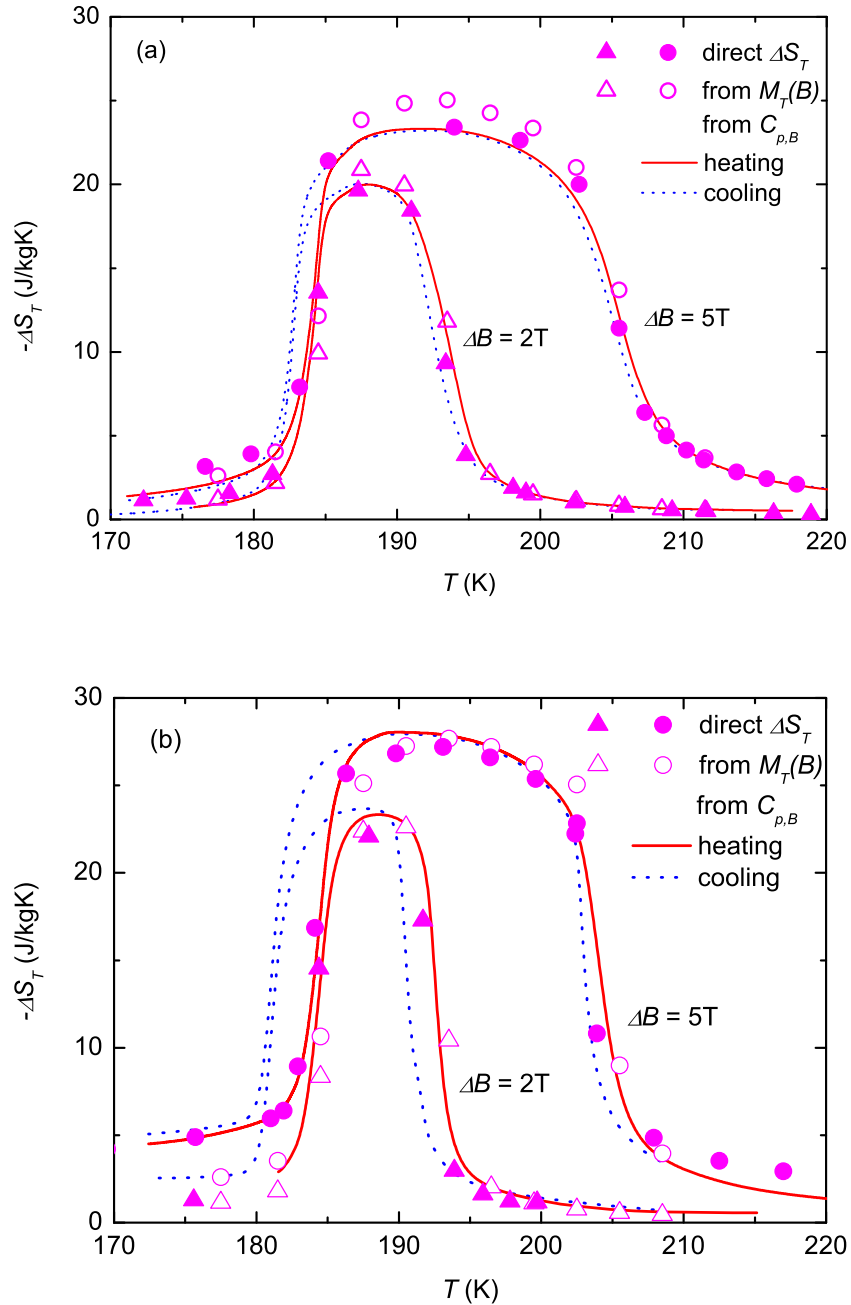 30
(a)
direct ΔS_T
from M_T(B)
from C_p,B
heating
cooling
20
-ΔS_T (J/kgK)
ΔB = 2T
ΔB = 5T
10
0
170 180 190 200 210 220
T (K)
30
(b)
direct ΔS_T
from M_T(B)
from C_p,B
heating
cooling
20
-ΔS_T (J/kgK)
ΔB = 5T
ΔB = 2T
10
0
170 180 190 200 210 220
T (K)